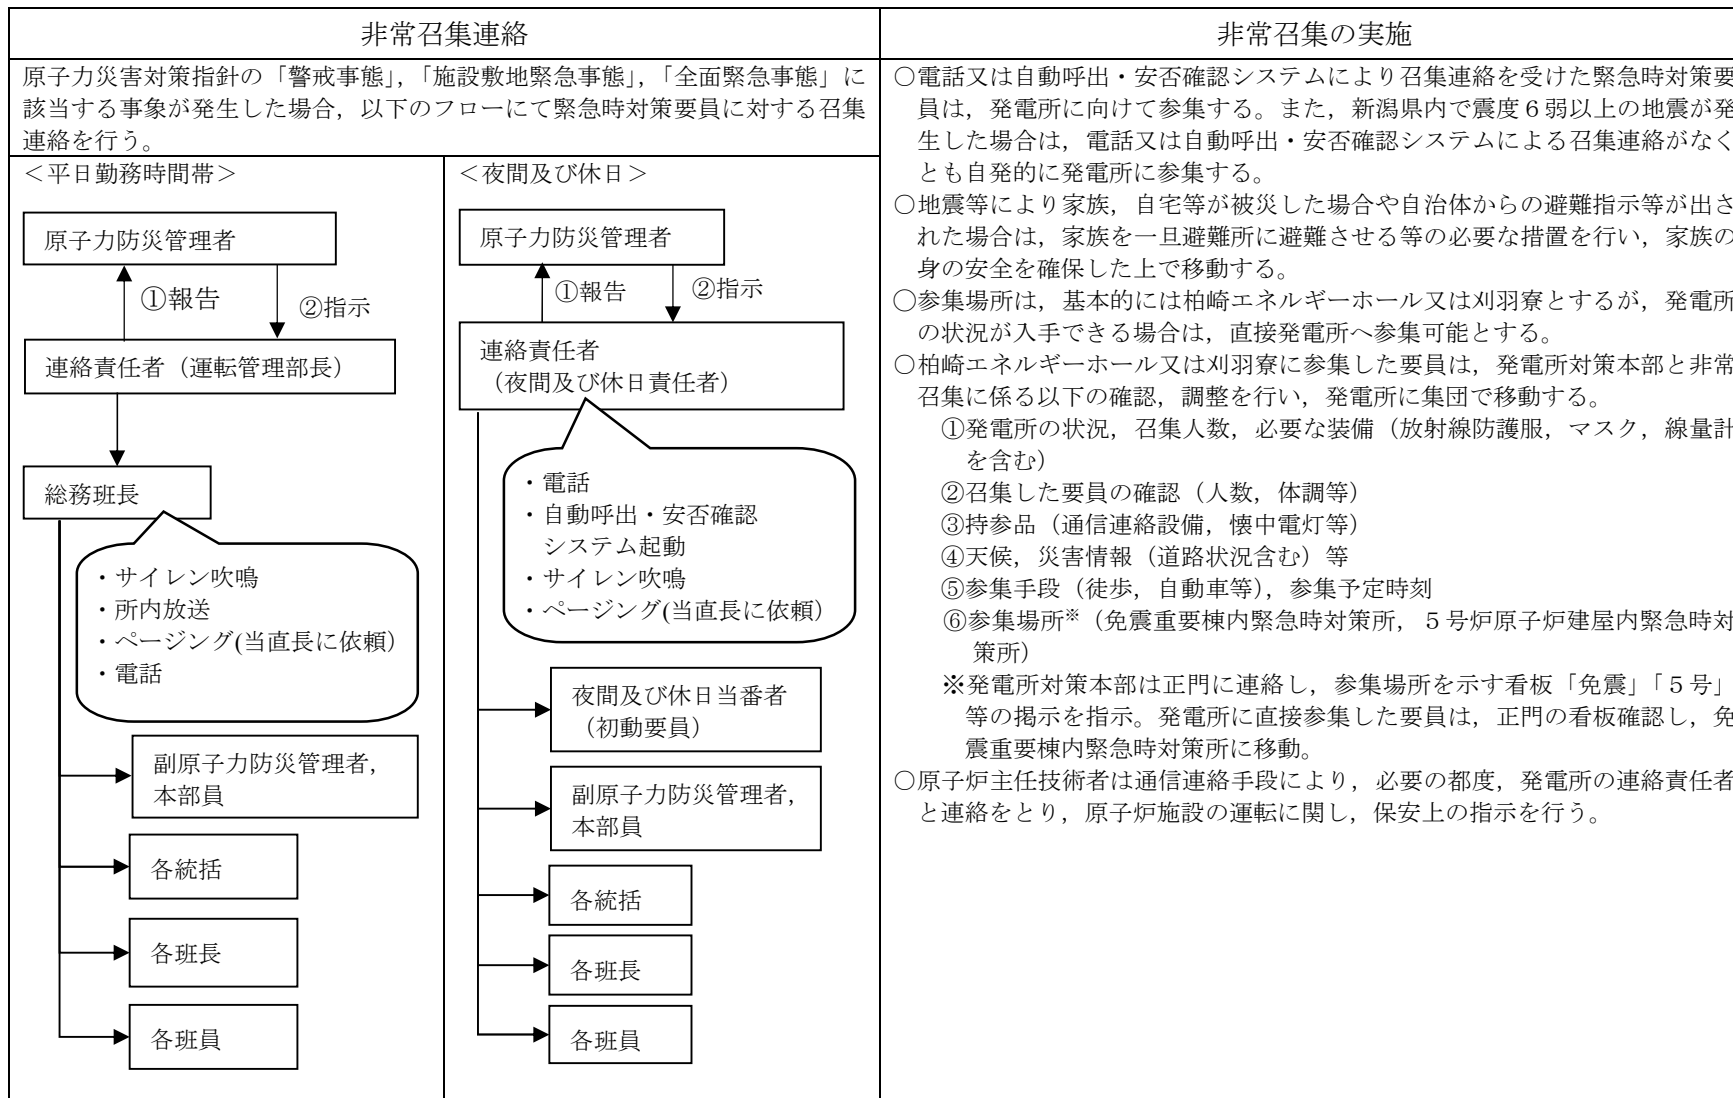 非常召集連絡
原子力災害対策指針の「警戒事態」，「施設敷地緊急事態」，「全面緊急事態」に
該当する事象が発生した場合，以下のフローにて緊急時対策要員に対する召集
連絡を行う。
＜平日勤務時間帯＞
原子力防災管理者
①報告
②指示
連絡責任者（運転管理部長）
総務班長
・サイレン吹鳴
・所内放送
・ページング(当直長に依頼)
・電話
副原子力防災管理者，
本部員
各統括
各班長
各班員
＜夜間及び休日＞
原子力防災管理者
①報告
②指示
連絡責任者
（夜間及び休日責任者）
・電話
・自動呼出・安否確認
システム起動
・サイレン吹鳴
・ページング(当直長に依頼)
夜間及び休日当番者
（初動要員）
副原子力防災管理者，
本部員
各統括
各班長
各班員
非常召集の実施
○電話又は自動呼出・安否確認システムにより召集連絡を受けた緊急時対策要
員は，発電所に向けて参集する。また，新潟県内で震度６弱以上の地震が発
生した場合は，電話又は自動呼出・安否確認システムによる召集連絡がなく
とも自発的に発電所に参集する。
○地震等により家族，自宅等が被災した場合や自治体からの避難指示等が出さ
れた場合は，家族を一旦避難所に避難させる等の必要な措置を行い，家族の
身の安全を確保した上で移動する。
○参集場所は，基本的には柏崎エネルギーホール又は刈羽寮とするが，発電所
の状況が入手できる場合は，直接発電所へ参集可能とする。
○柏崎エネルギーホール又は刈羽寮に参集した要員は，発電所対策本部と非常
召集に係る以下の確認，調整を行い，発電所に集団で移動する。
①発電所の状況，召集人数，必要な装備（放射線防護服，マスク，線量計
を含む）
②召集した要員の確認（人数，体調等）
③持参品（通信連絡設備，懐中電灯等）
④天候，災害情報（道路状況含む）等
⑤参集手段（徒歩，自動車等），参集予定時刻
⑥参集場所※（免震重要棟内緊急時対策所，５号炉原子炉建屋内緊急時対
策所）
※発電所対策本部は正門に連絡し，参集場所を示す看板「免震」「５号」
等の掲示を指示。発電所に直接参集した要員は，正門の看板確認し，免
震重要棟内緊急時対策所に移動。
○原子炉主任技術者は通信連絡手段により，必要の都度，発電所の連絡責任者
と連絡をとり，原子炉施設の運転に関し，保安上の指示を行う。